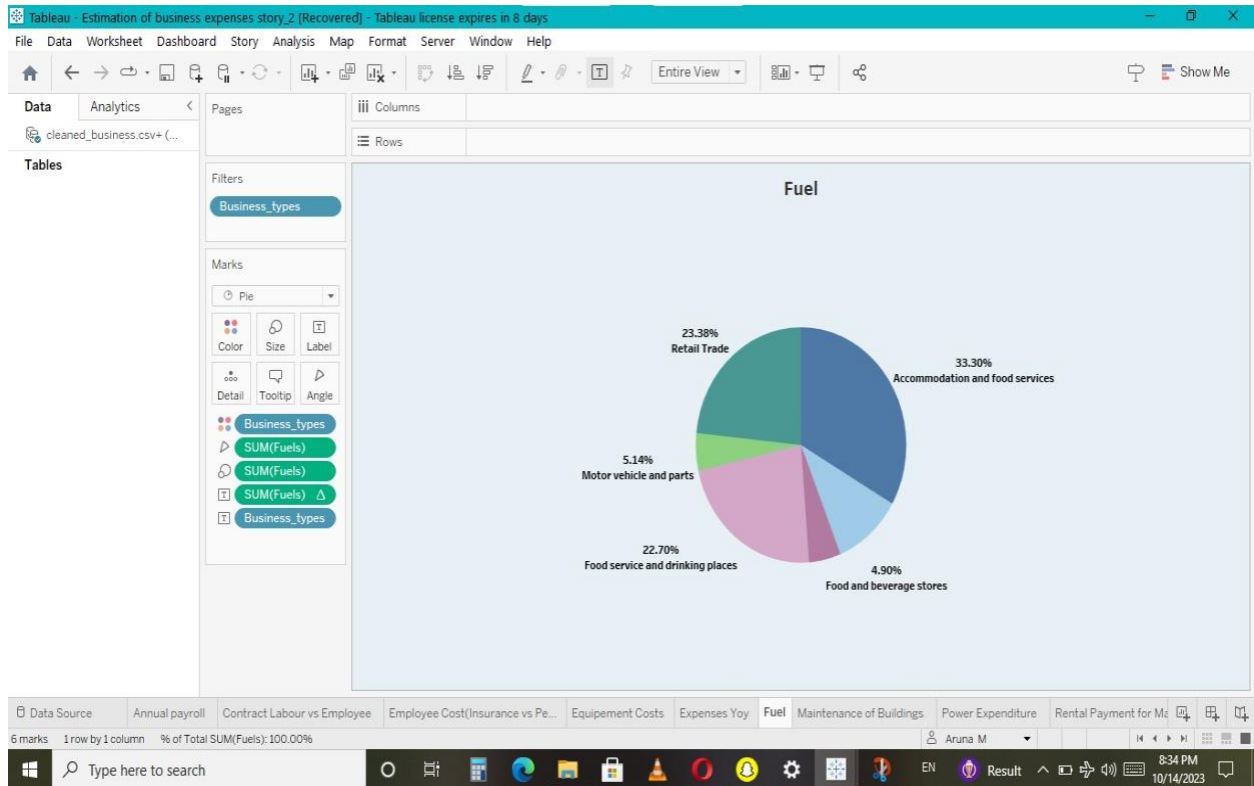 Tableau - Estimation of business expenses story_2 [Recovered] - Tableau license expires in 8 days
File Data Worksheet Dashboard Story Analysis Map Format Server Window Help
Entire View
Show Me
Data Analytics
cleaned_business.csv+ (...
Tables
Pages
Filters
Business_types
Marks
Pie
Color Size Label
Detail Tooltip Angle
Business_types
SUM(Fuels)
SUM(Fuels)
SUM(Fuels) Δ
Business_types
iii Columns
Rows
Fuel
23.38%
Retail Trade
33.30%
Accommodation and food services
5.14%
Motor vehicle and parts
22.70%
Food service and drinking places
4.90%
Food and beverage stores
Data Source Annual payroll Contract Labour vs Employee Employee Cost(Insurance vs Pe... Equipement Costs Expenses Yoy Fuel Maintenance of Buildings Power Expenditure Rental Payment for Ma
6 marks 1 row by 1 column % of Total SUM(Fuels): 100.00% Aruna M
Type here to search EN Result 8:34 PM
10/14/2023